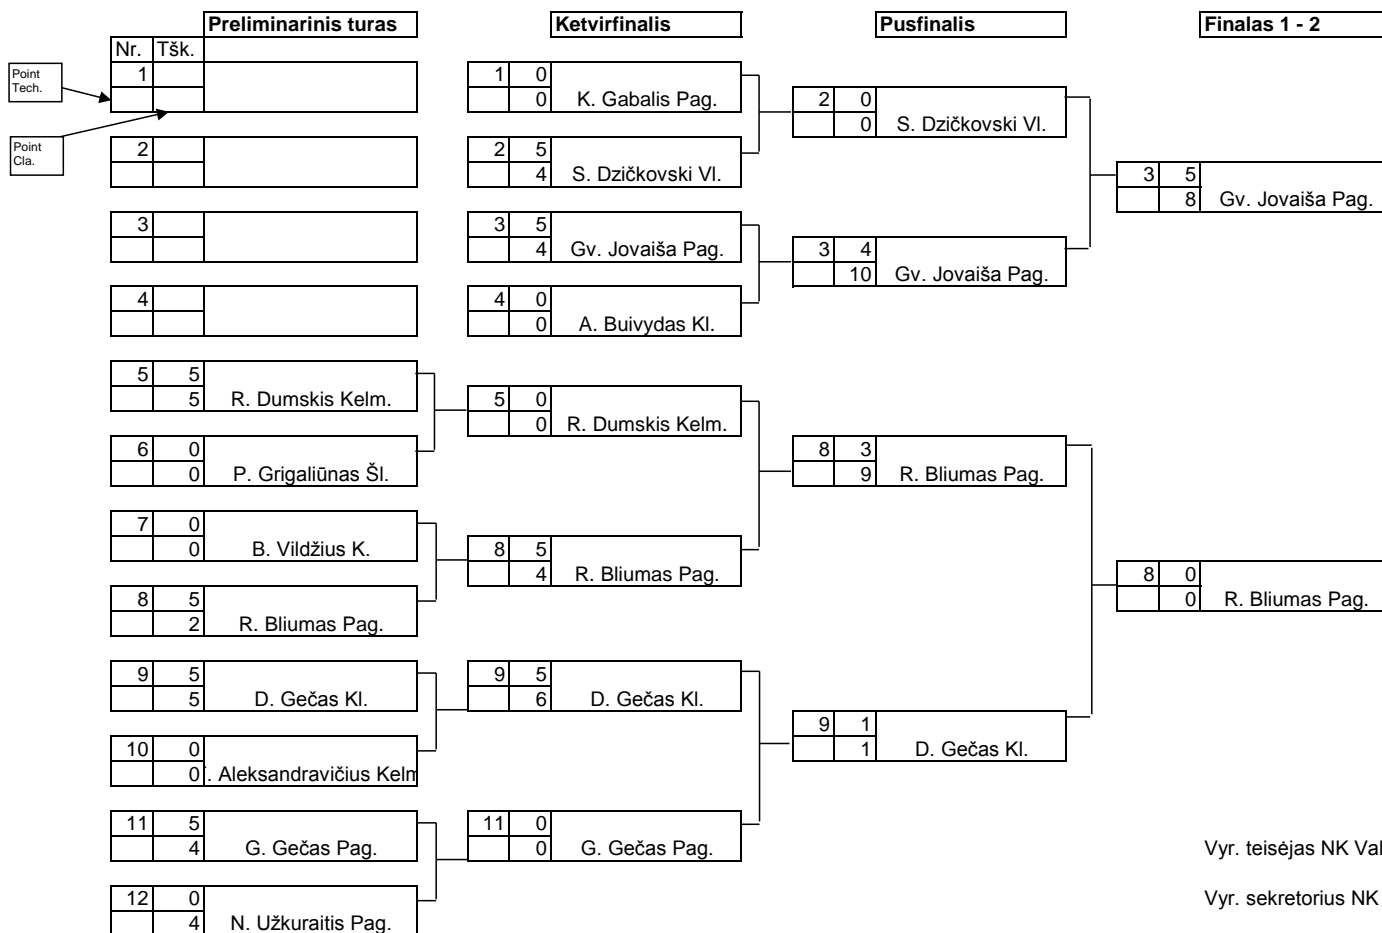 Preliminarinis turas Ketvirfinalis Pusfinalis Finalas 1 - 2
Nr. Tšk.
Point
Tech.
Point
Cla.
1
2
3
4
5 5
5 R. Dumskis Kelm.
6 0
0 P. Grigaliūnas Šl.
7 0
0 B. Vildžius K.
8 5
2 R. Bliumas Pag.
9 5
5 D. Gečas Kl.
10 0
0 . Aleksandravičius Keln
11 5
4 G. Gečas Pag.
12 0
4 N. Užkuraitis Pag.
1 0
0 K. Gabalis Pag.
2 5
4 S. Dzičkovski Vl.
3 5
4 Gv. Jovaiša Pag.
4 0
0 A. Buivydas Kl.
5 0
0 R. Dumskis Kelm.
8 5
4 R. Bliumas Pag.
9 5
6 D. Gečas Kl.
11 0
0 G. Gečas Pag.
2 0
0 S. Dzičkovski Vl.
3 4
10 Gv. Jovaiša Pag.
8 3
9 R. Bliumas Pag.
9 1
1 D. Gečas Kl.
3 5
8 Gv. Jovaiša Pag.
8 0
0 R. Bliumas Pag.
Vyr. teisėjas NK Val
Vyr. sekretorius NK